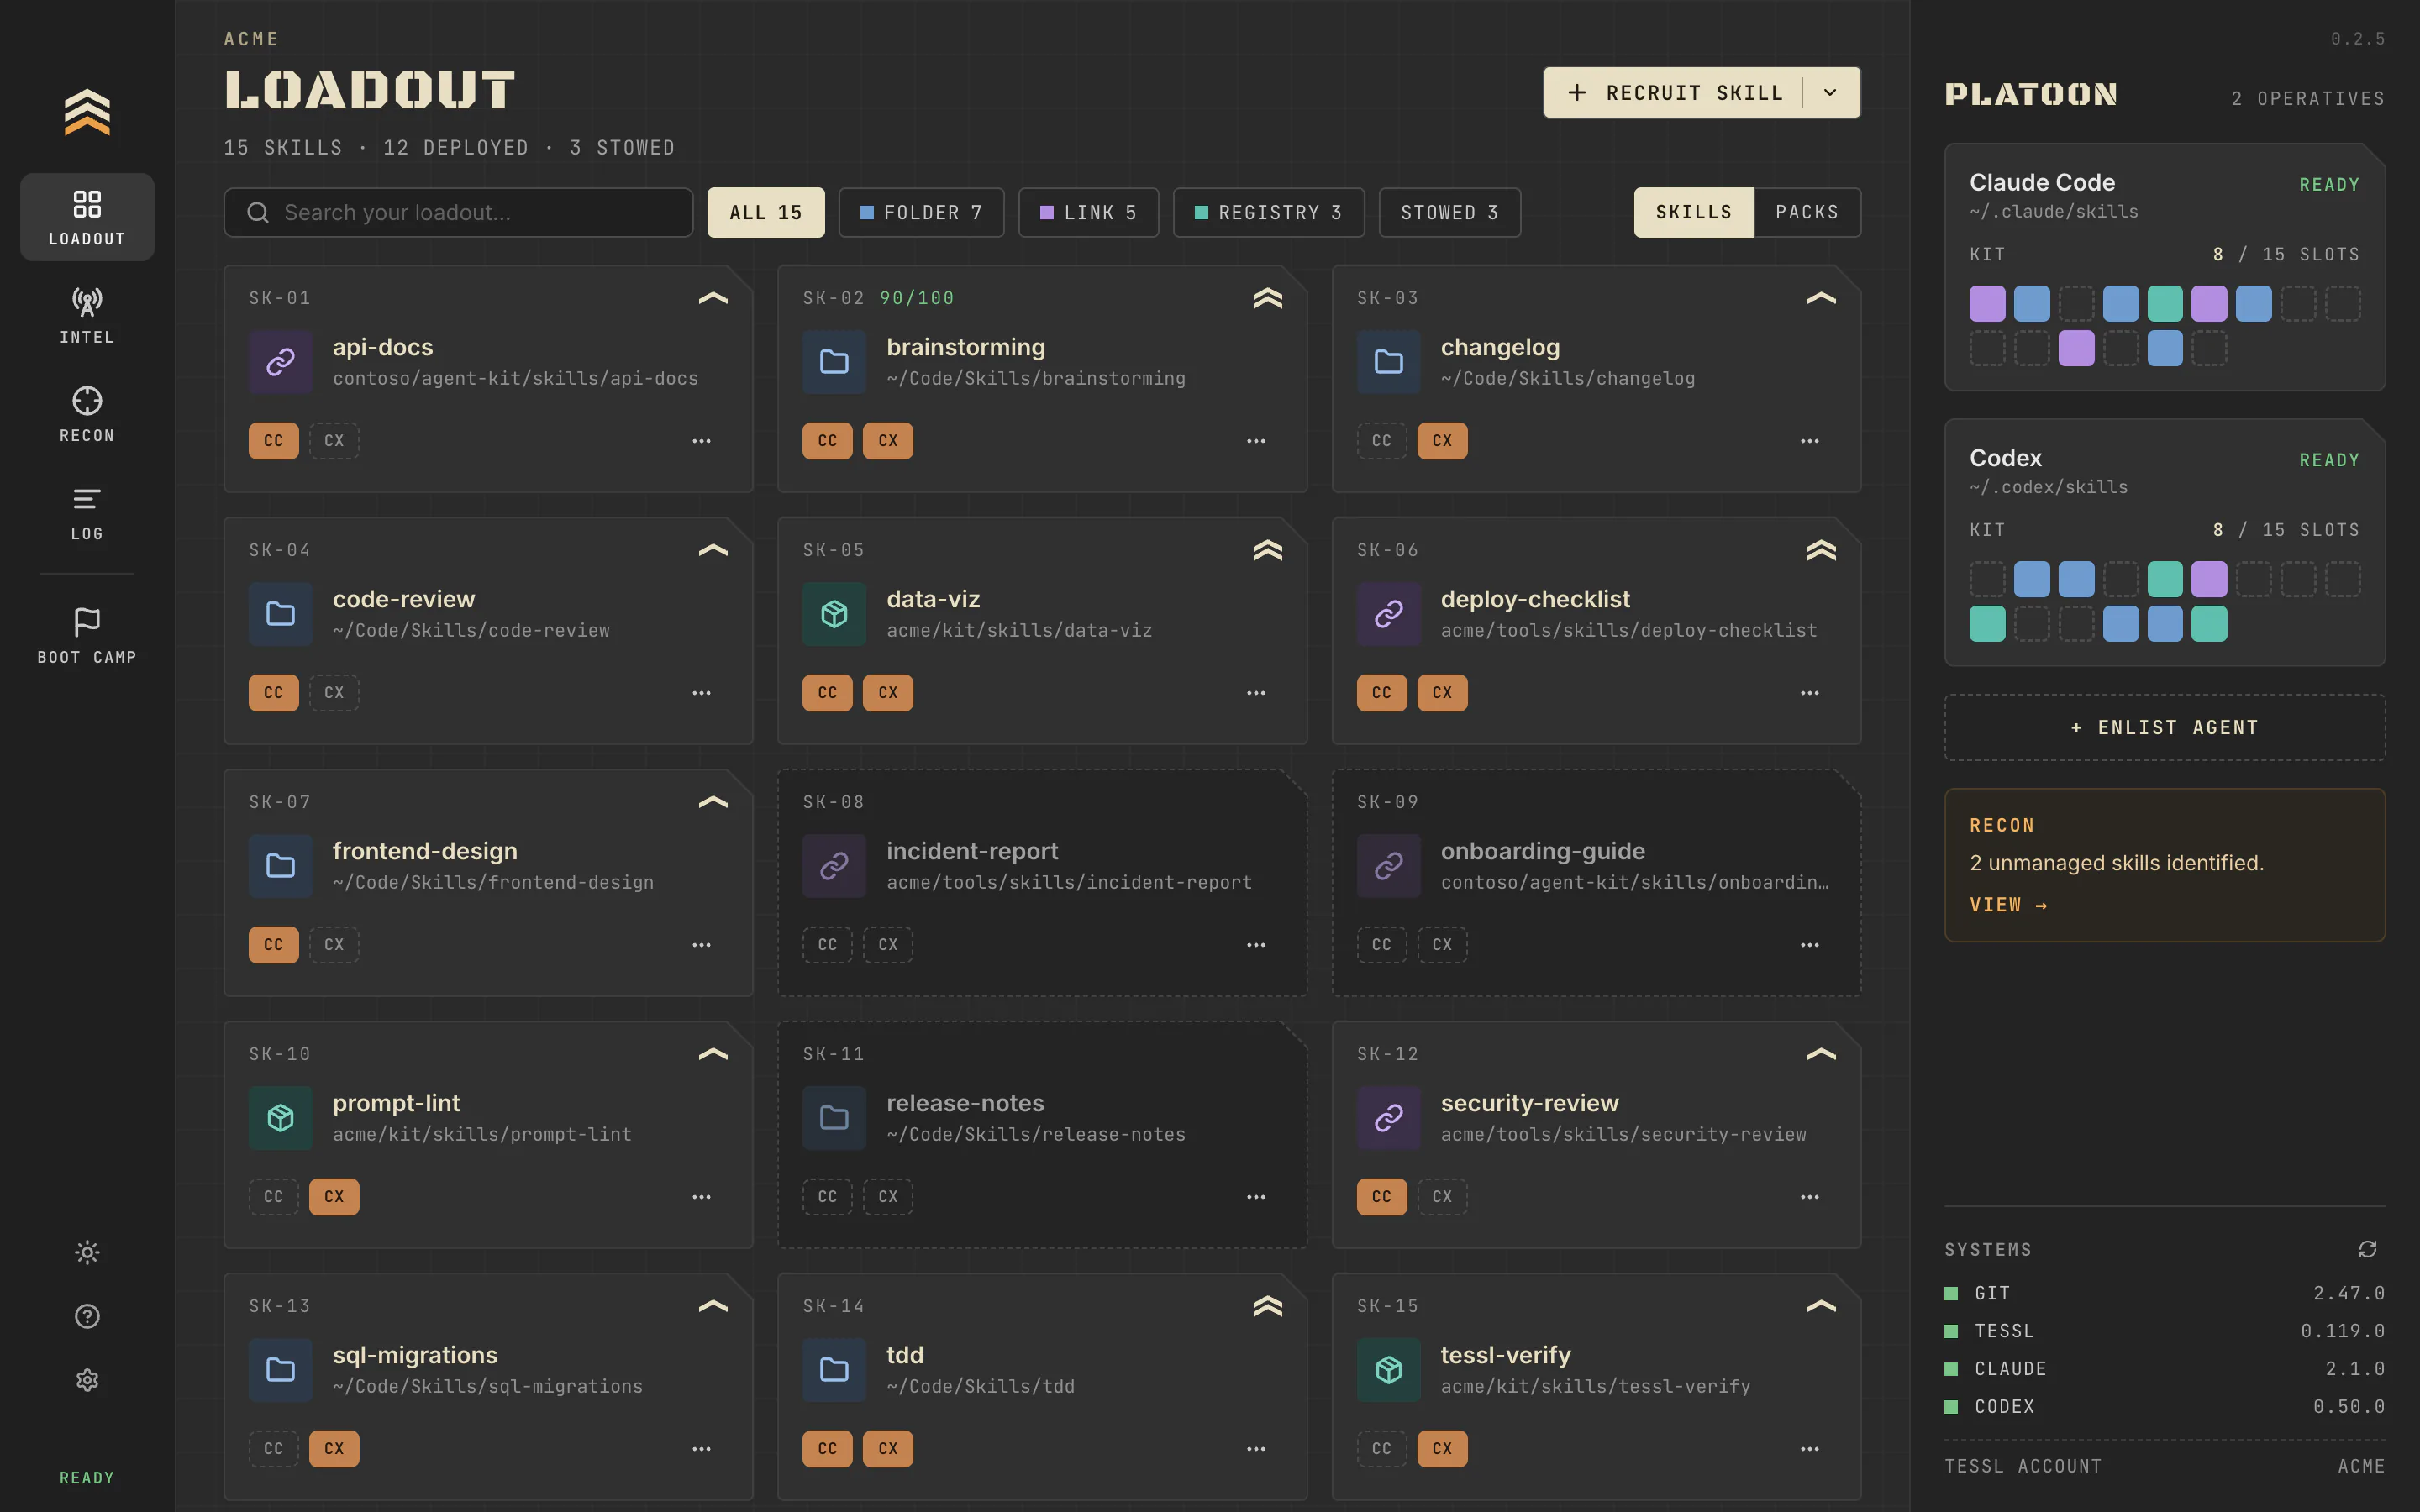 LOADOUT
INTEL
RECON
LOG
BOOT CAMP
READY
ACME
LOADOUT
15 SKILLS · 12 DEPLOYED · 3 STOWED
+ RECRUIT SKILL
Search your loadout...
ALL 15
FOLDER 7
LINK 5
REGISTRY 3
STOWED 3
SKILLS
PACKS
SK-01
api-docs
contoso/agent-kit/skills/api-docs
CC CX
SK-02 90/100
brainstorming
~/Code/Skills/brainstorming
CC CX
SK-03
changelog
~/Code/Skills/changelog
CC CX
SK-04
code-review
~/Code/Skills/code-review
CC CX
SK-05
data-viz
acme/kit/skills/data-viz
CC CX
SK-06
deploy-checklist
acme/tools/skills/deploy-checklist
CC CX
SK-07
frontend-design
~/Code/Skills/frontend-design
CC CX
SK-08
incident-report
acme/tools/skills/incident-report
CC CX
SK-09
onboarding-guide
contoso/agent-kit/skills/onboardin…
CC CX
SK-10
prompt-lint
acme/kit/skills/prompt-lint
CC CX
SK-11
release-notes
~/Code/Skills/release-notes
CC CX
SK-12
security-review
acme/tools/skills/security-review
CC CX
SK-13
sql-migrations
~/Code/Skills/sql-migrations
CC CX
SK-14
tdd
~/Code/Skills/tdd
CC CX
SK-15
tessl-verify
acme/kit/skills/tessl-verify
CC CX
0.2.5
PLATOON
2 OPERATIVES
Claude Code
READY
~/.claude/skills
KIT
8 / 15 SLOTS
Codex
READY
~/.codex/skills
KIT
8 / 15 SLOTS
+ ENLIST AGENT
RECON
2 unmanaged skills identified.
VIEW →
SYSTEMS
GIT 2.47.0
TESSL 0.119.0
CLAUDE 2.1.0
CODEX 0.50.0
TESSL ACCOUNT ACME